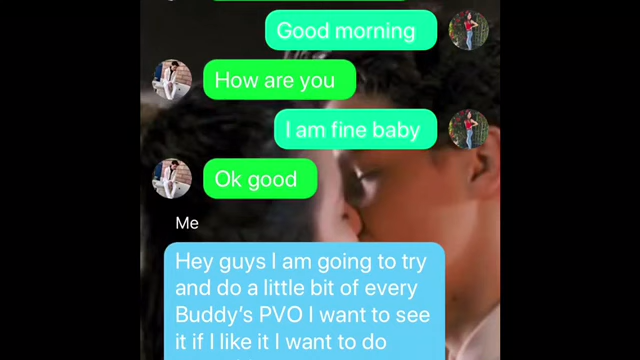 Good morning
How are you
I am fine baby
Ok good
Me
Hey guys I am going to try
and do a little bit of every
Buddy’s PVO I want to see
it if I like it I want to do